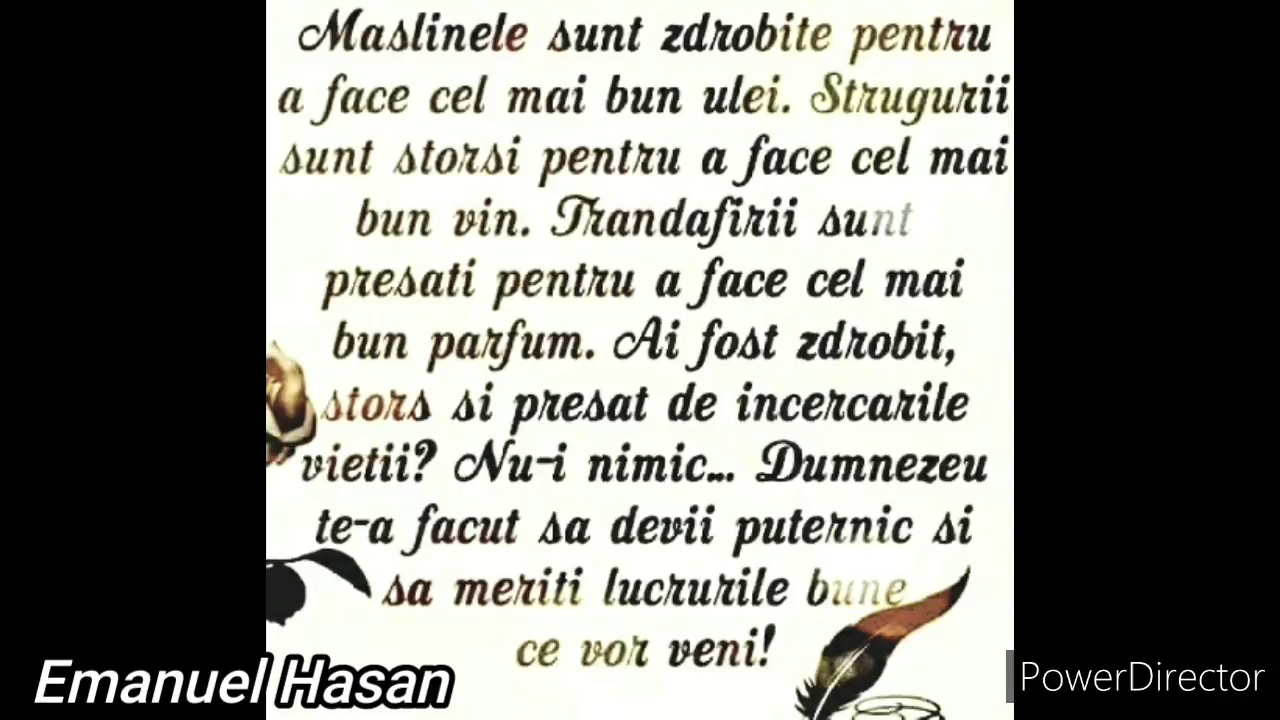 Maslinele sunt zdrobite pentru
a face cel mai bun ulei. Strugurii
sunt storsi pentru a face cel mai
bun vin. Trandafirii sunt
presati pentru a face cel mai
bun parfum. Ai fost zdrobit,
stors si presat de incercarile
vietii? Nu-i nimic... Dumnezeu
te-a facut sa devii puternic si
sa meriti lucrurile bune
ce vor veni!
Emanuel Hasan
PowerDirector